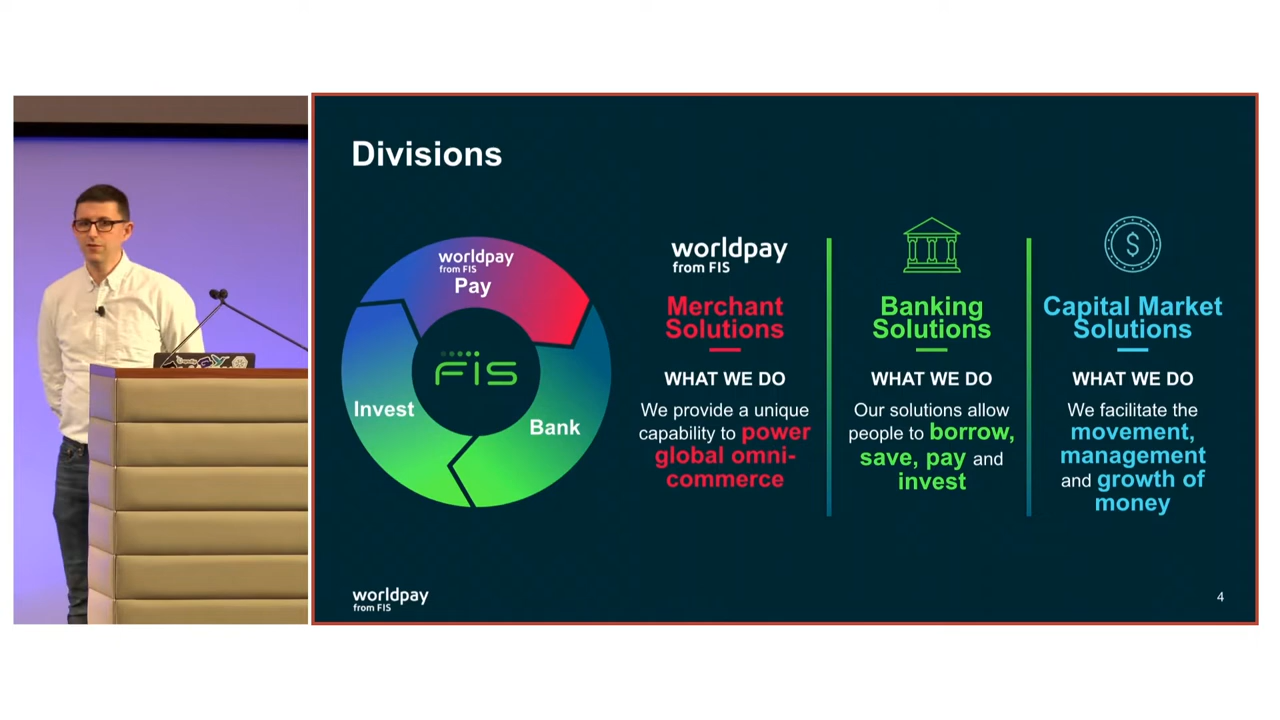 Divisions
worldpay
from FIS
Pay
FIS
Invest
Bank
worldpay
from FIS
Merchant
Solutions
WHAT WE DO
We provide a unique
capability to power
global omni-
commerce
Banking
Solutions
WHAT WE DO
Our solutions allow
people to borrow,
save, pay and
invest
Capital Market
Solutions
WHAT WE DO
We facilitate the
movement,
management
and growth of
money
worldpay
from FIS
4